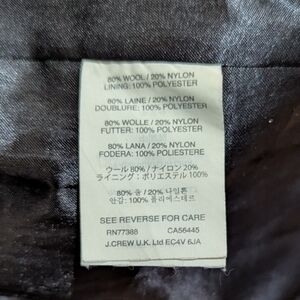 80% WOOL / 20% NYLON
LINING: 100% POLYESTER
80% LAINE / 20% NYLON
DOUBLURE: 100% POLYESTER
80% WOLLE / 20% NYLON
FUTTER: 100% POLYESTER
80% LANA / 20% NYLON
FODERA: 100% POLIESTERE
ウール 80% / ナイロン 20%
ライニング : ポリエステル 100%
80% 울 / 20% 나일론
안감: 100% 폴리에스테르
SEE REVERSE FOR CARE
RN77388 CA56445
J.CREW U.K. Ltd EC4V 6JA